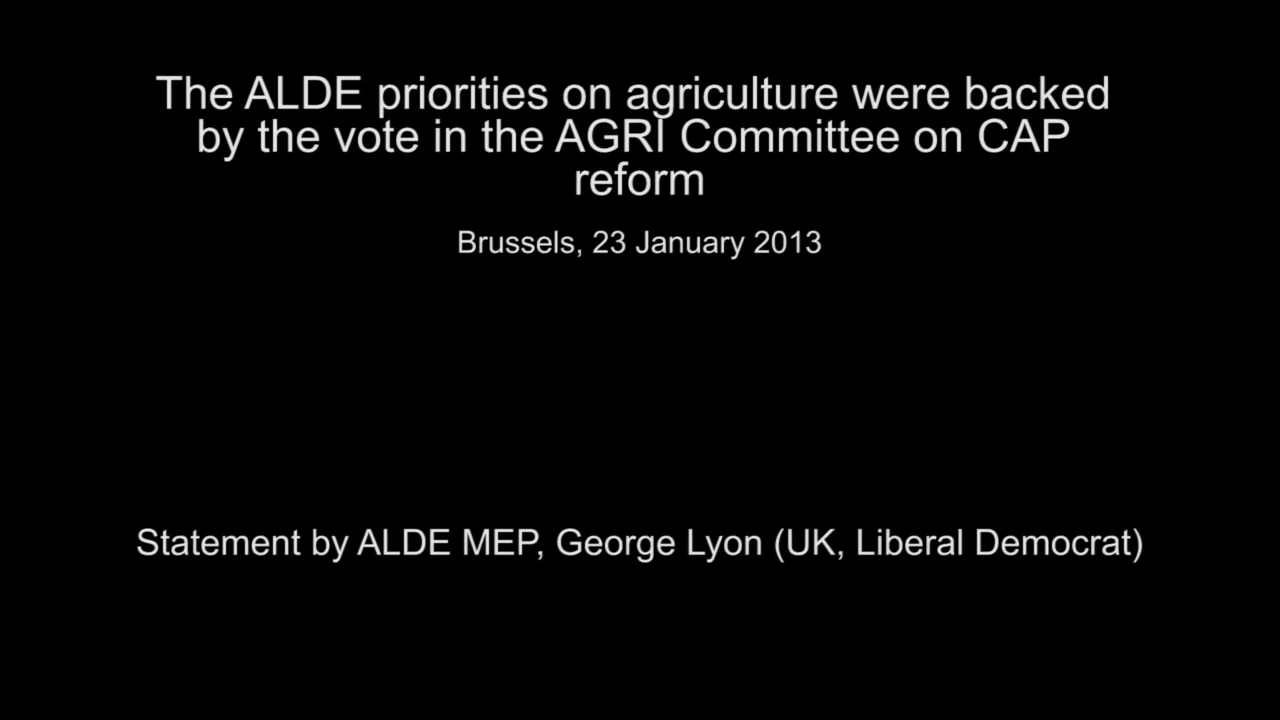 The ALDE priorities on agriculture were backed
by the vote in the AGRI Committee on CAP
reform
Brussels, 23 January 2013
Statement by ALDE MEP, George Lyon (UK, Liberal Democrat)